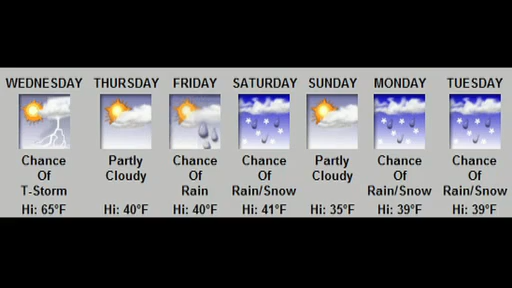 WEDNESDAY THURSDAY FRIDAY SATURDAY SUNDAY MONDAY TUESDAY
Chance Partly Chance Chance Partly Chance Chance
Of Cloudy Of Of Cloudy Of Of
T-Storm Rain Rain/Snow Rain/Snow Rain/Snow
Hi: 65°F Hi: 40°F Hi: 40°F Hi: 41°F Hi: 35°F Hi: 39°F Hi: 39°F